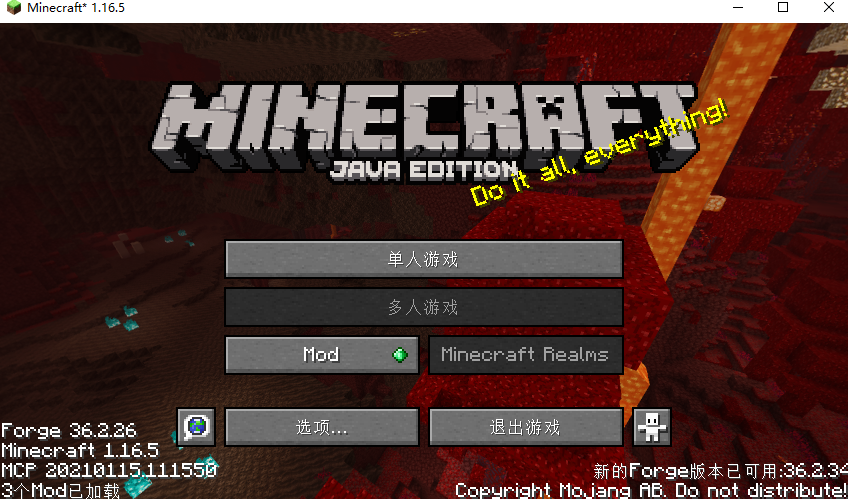 Minecraft* 1.16.5
MINECRAFT
JAVA EDITION
Do it all, everything!
单人游戏
多人游戏
Mod
Minecraft Realms
选项...
退出游戏
Forge 36.2.26
Minecraft 1.16.5
MCP 20210115.111550
3个Mod已加载
新的Forge版本已可用:36.2.34
Copyright Mojang AB. Do not distribute!